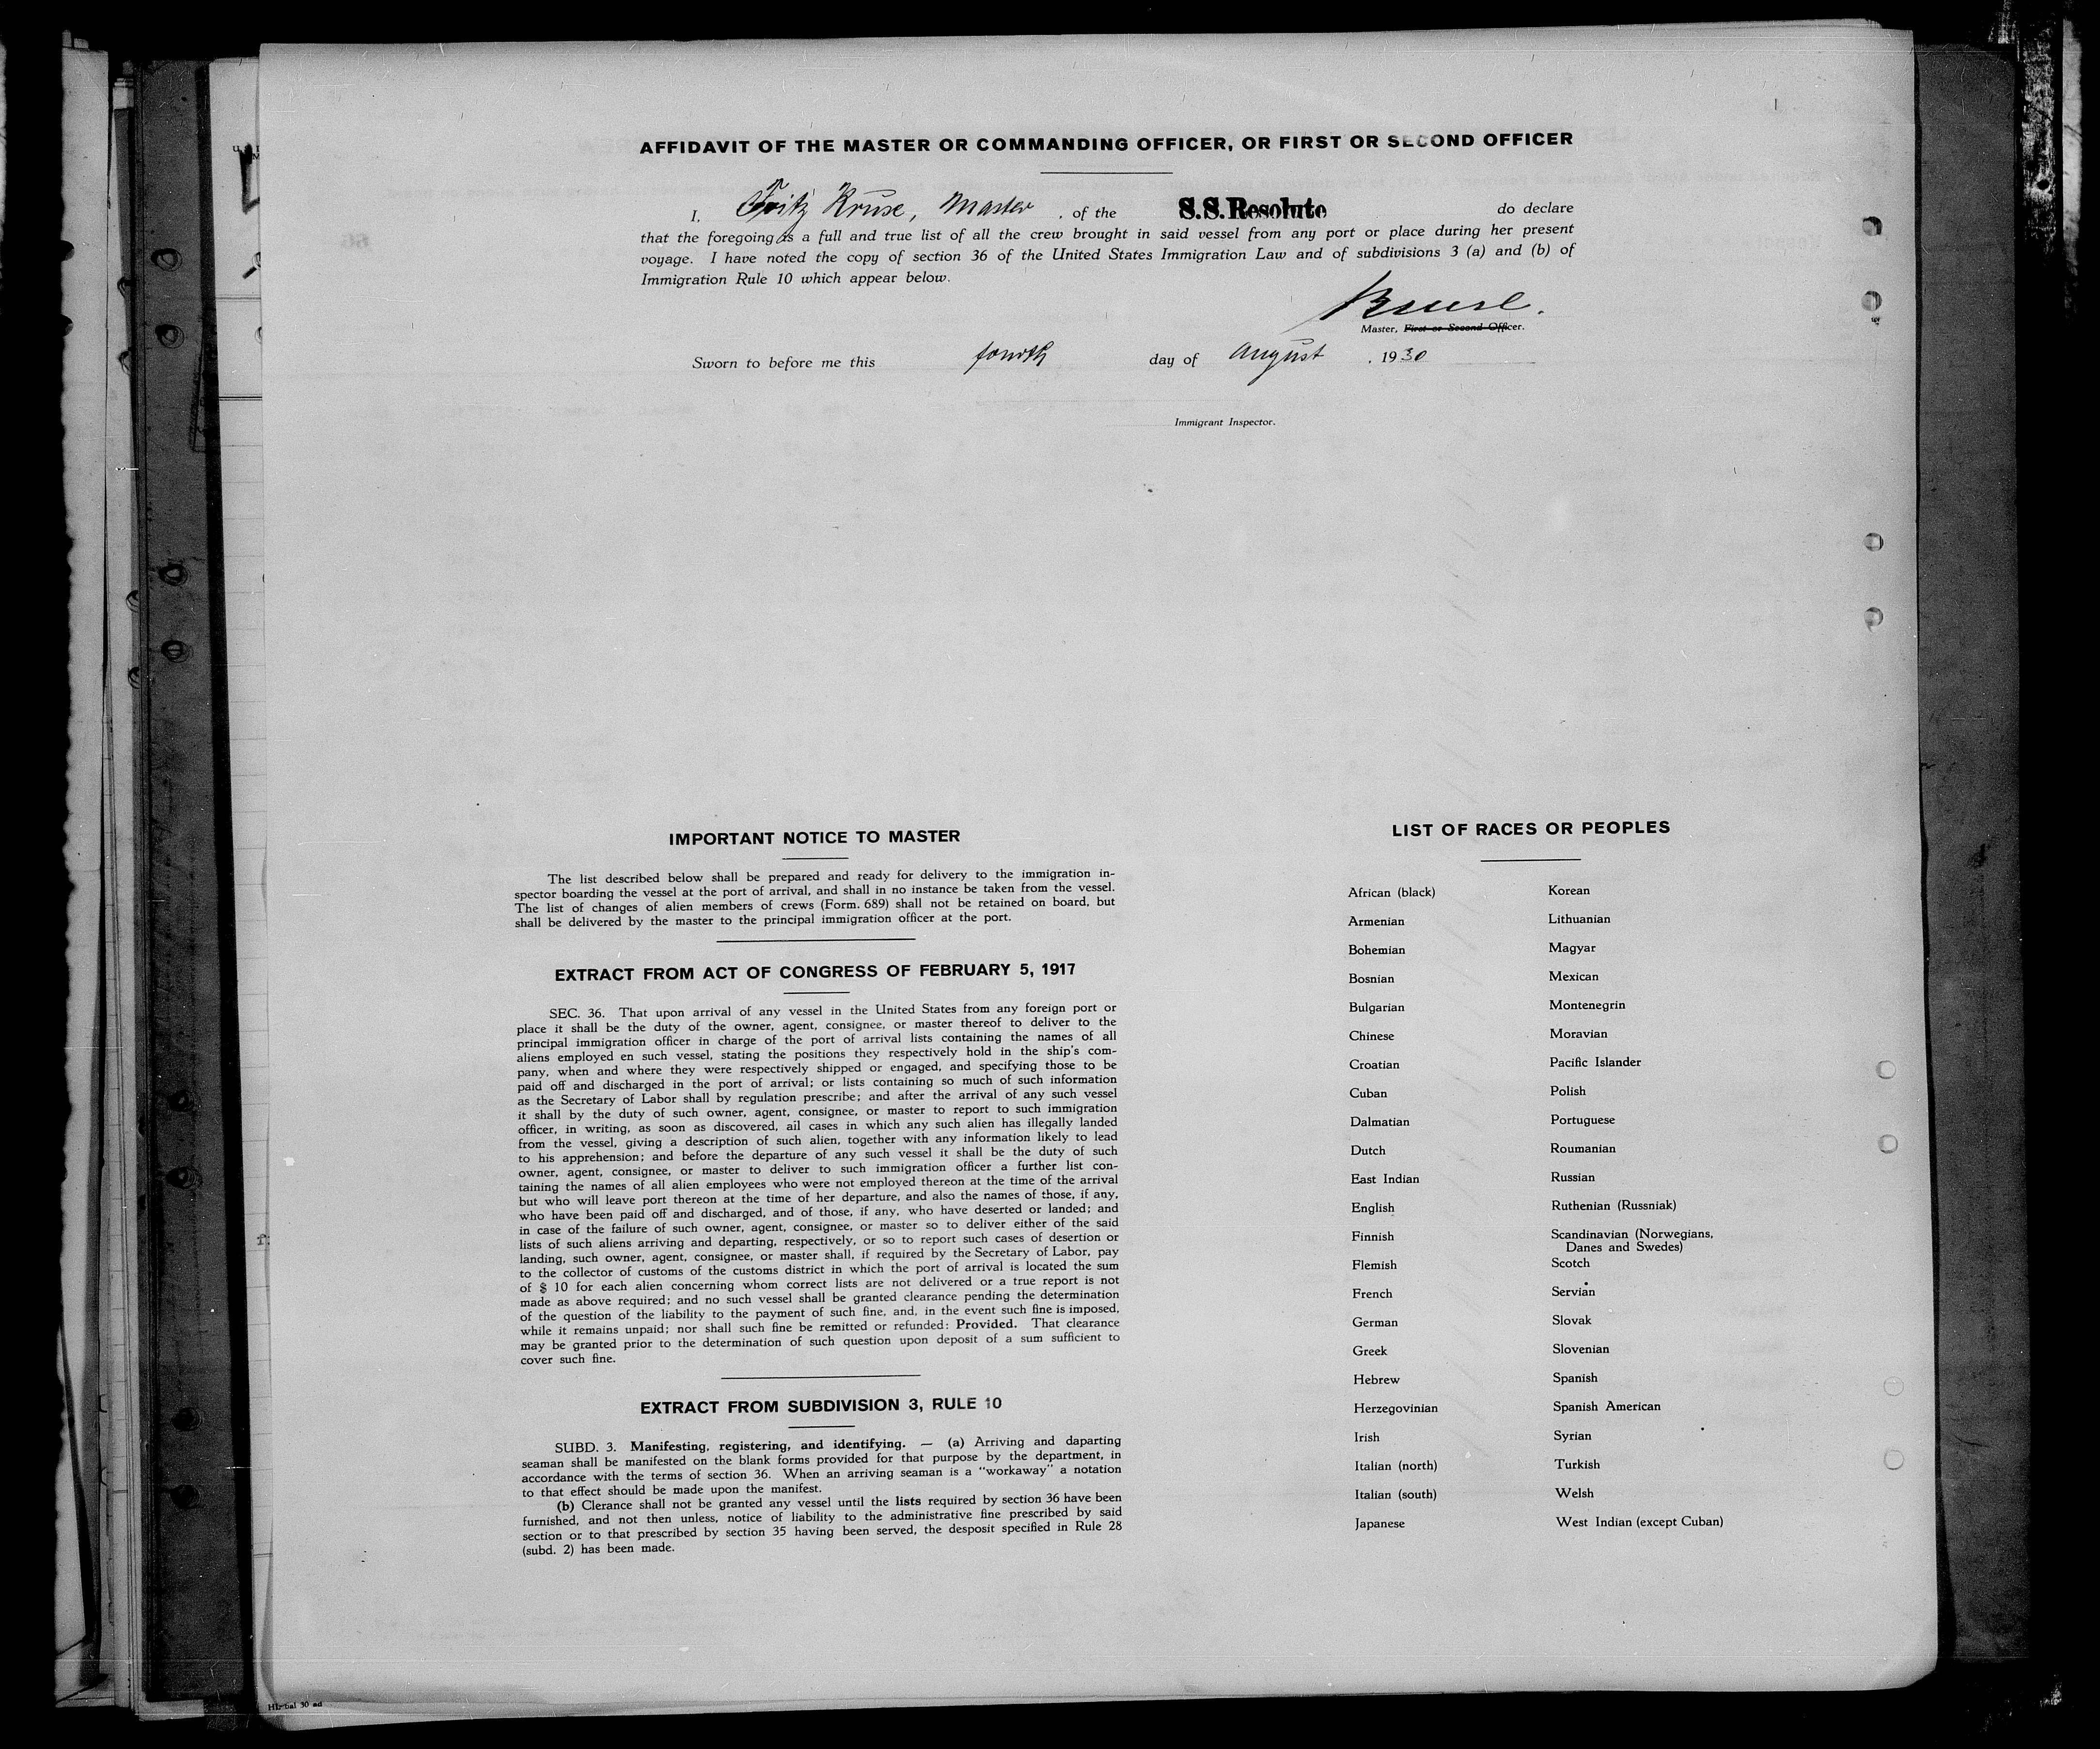 AFFIDAVIT OF THE MASTER OR COMMANDING OFFICER, OR FIRST OR SECOND OFFICER
I, Fritz Kruse, Master, of the S.S. Resolute do declare
that the foregoing is a full and true list of all the crew brought in said vessel from any port or place during her present
voyage. I have noted the copy of section 36 of the United States Immigration Law and of subdivisions 3 (a) and (b) of
Immigration Rule 10 which appear below.
Kruse.
Master, First or Second Officer.
Sworn to before me this fourth day of August, 1930
Immigrant Inspector.
IMPORTANT NOTICE TO MASTER
The list described below shall be prepared and ready for delivery to the immigration in-
spector boarding the vessel at the port of arrival, and shall in no instance be taken from the vessel.
The list of changes of alien members of crews (Form. 689) shall not be retained on board, but
shall be delivered by the master to the principal immigration officer at the port.
EXTRACT FROM ACT OF CONGRESS OF FEBRUARY 5, 1917
SEC. 36. That upon arrival of any vessel in the United States from any foreign port or
place it shall be the duty of the owner, agent, consignee, or master thereof to deliver to the
principal immigration officer in charge of the port of arrival lists containing the names of all
aliens employed en such vessel, stating the positions they respectively hold in the ship's com-
pany, when and where they were respectively shipped or engaged, and specifying those to be
paid off and discharged in the port of arrival; or lists containing so much of such information
as the Secretary of Labor shall by regulation prescribe; and after the arrival of any such vessel
it shall by the duty of such owner, agent, consignee, or master to report to such immigration
officer, in writing, as soon as discovered, ail cases in which any such alien has illegally landed
from the vessel, giving a description of such alien, together with any information likely to lead
to his apprehension; and before the departure of any such vessel it shall be the duty of such
owner, agent, consignee, or master to deliver to such immigration officer a further list con-
taining the names of all alien employees who were not employed thereon at the time of the arrival
but who will leave port thereon at the time of her departure, and also the names of those, if any,
who have been paid off and discharged, and of those, if any, who have deserted or landed; and
in case of the failure of such owner, agent, consignee, or master so to deliver either of the said
lists of such aliens arriving and departing, respectively, or so to report such cases of desertion or
landing, such owner, agent, consignee, or master shall, if required by the Secretary of Labor, pay
to the collector of customs of the customs district in which the port of arrival is located the sum
of $ 10 for each alien concerning whom correct lists are not delivered or a true report is not
made as above required; and no such vessel shall be granted clearance pending the determination
of the question of the liability to the payment of such fine, and, in the event such fine is imposed,
while it remains unpaid; nor shall such fine be remitted or refunded: Provided. That clearance
may be granted prior to the determination of such question upon deposit of a sum sufficient to
cover such fine.
EXTRACT FROM SUBDIVISION 3, RULE 10
SUBD. 3. Manifesting, registering, and identifying. — (a) Arriving and daparting
seaman shall be manifested on the blank forms provided for that purpose by the department, in
accordance with the terms of section 36. When an arriving seaman is a "workaway" a notation
to that effect should be made upon the manifest.
(b) Clerance shall not be granted any vessel until the lists required by section 36 have been
furnished, and not then unless, notice of liability to the administrative fine prescribed by said
section or to that prescribed by section 35 having been served, the desposit specified in Rule 28
(subd. 2) has been made.
LIST OF RACES OR PEOPLES
African (black)
Armenian
Bohemian
Bosnian
Bulgarian
Chinese
Croatian
Cuban
Dalmatian
Dutch
East Indian
English
Finnish
Flemish
French
German
Greek
Hebrew
Herzegovinian
Irish
Italian (north)
Italian (south)
Japanese
Korean
Lithuanian
Magyar
Mexican
Montenegrin
Moravian
Pacific Islander
Polish
Portuguese
Roumanian
Russian
Ruthenian (Russniak)
Scandinavian (Norwegians,
Danes and Swedes)
Scotch
Servian
Slovak
Slovenian
Spanish
Spanish American
Syrian
Turkish
Welsh
West Indian (except Cuban)